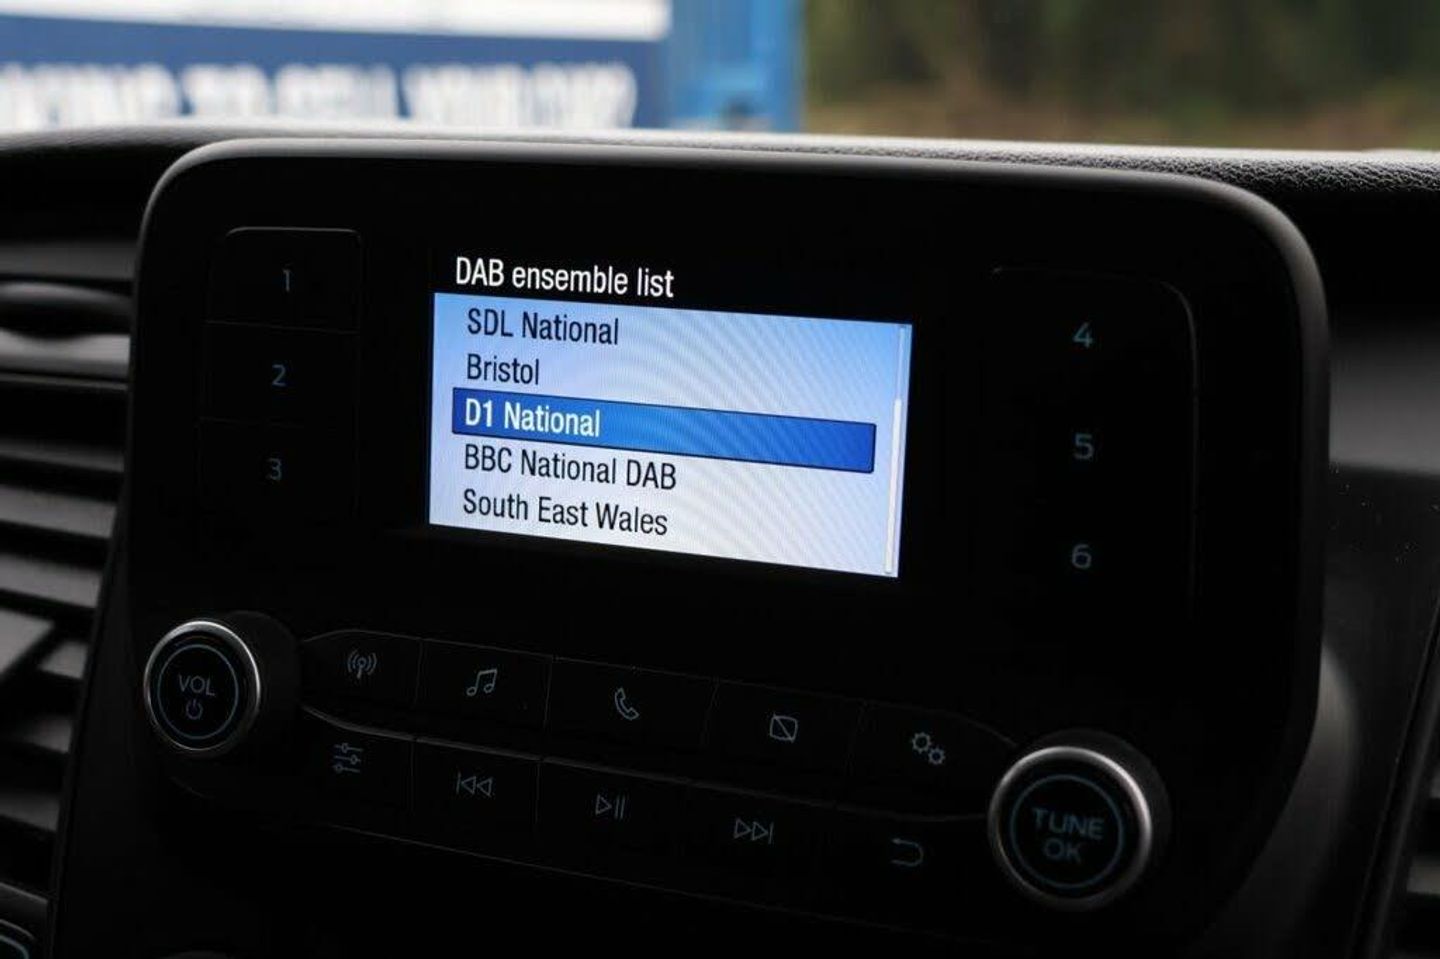 DAB ensemble list
SDL National
Bristol
D1 National
BBC National DAB
South East Wales
1
2
3
4
5
6
VOL
TUNE
OK